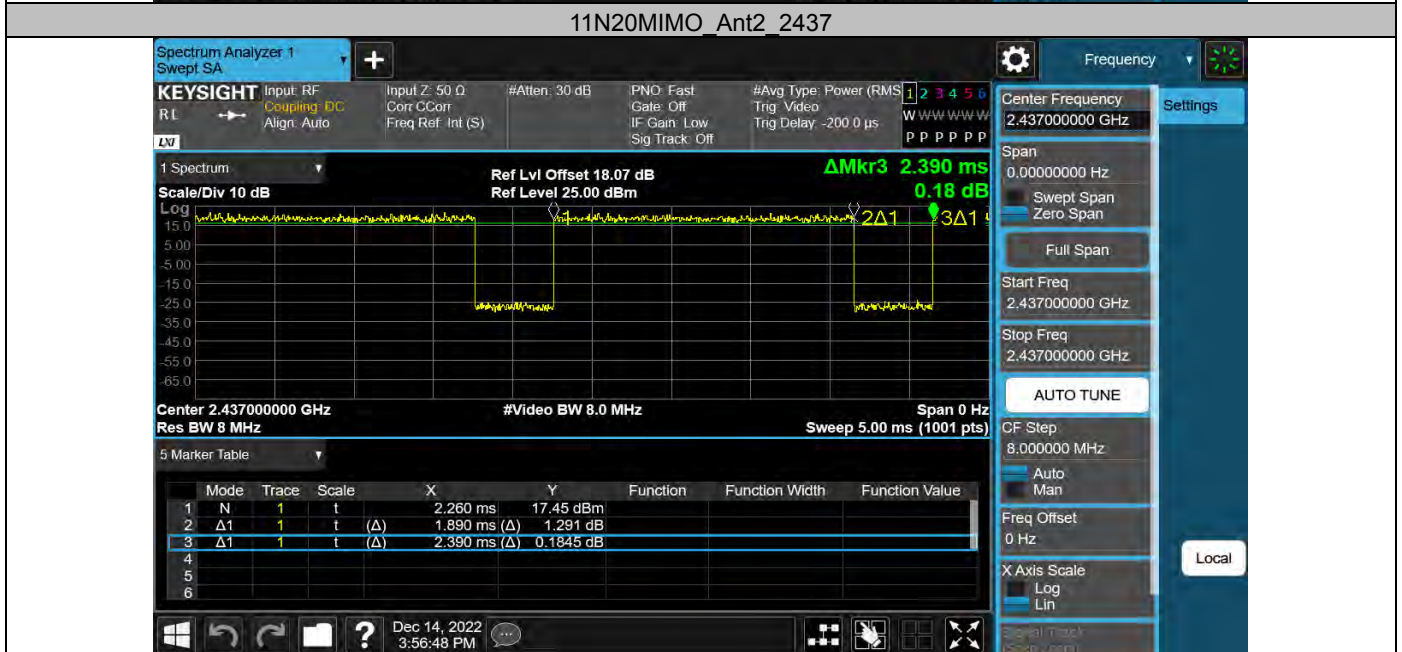 11N20MIMO_Ant2_2437
Spectrum Analyzer 1
Swept SA
Frequency
KEYSIGHT
RL
LXI
Input: RF
Coupling: DC
Align: Auto
Input Z: 50 Ω
Corr CCorr
Freq Ref: Int (S)
#Atten: 30 dB
PNO: Fast
Gate: Off
IF Gain: Low
Sig Track: Off
#Avg Type: Power (RMS
Trig: Video
Trig Delay: -200.0 µs
1 2 3 4 5 6
W W W W W W
P P P P P P
Center Frequency
2.437000000 GHz
Settings
1 Spectrum
Scale/Div 10 dB
Log
Ref Lvl Offset 18.07 dB
Ref Level 25.00 dBm
ΔMkr3 2.390 ms
0.18 dB
1
2Δ1
3Δ1
15.0
5.00
-5.00
-15.0
-25.0
-35.0
-45.0
-55.0
-65.0
Center 2.437000000 GHz
#Video BW 8.0 MHz
Span 0 Hz
Res BW 8 MHz
Sweep 5.00 ms (1001 pts)
Span
0.00000000 Hz
Swept Span
Zero Span
Full Span
Start Freq
2.437000000 GHz
Stop Freq
2.437000000 GHz
AUTO TUNE
CF Step
8.000000 MHz
Auto
Man
Freq Offset
0 Hz
X Axis Scale
Log
Lin
Signal Track
Local
5 Marker Table
Mode Trace Scale X Y Function Function Width Function Value
1 N 1 t 2.260 ms 17.45 dBm
2 Δ1 1 t (Δ) 1.890 ms (Δ) 1.291 dB
3 Δ1 1 t (Δ) 2.390 ms (Δ) 0.1845 dB
4
5
6
?
Dec 14, 2022
3:56:48 PM